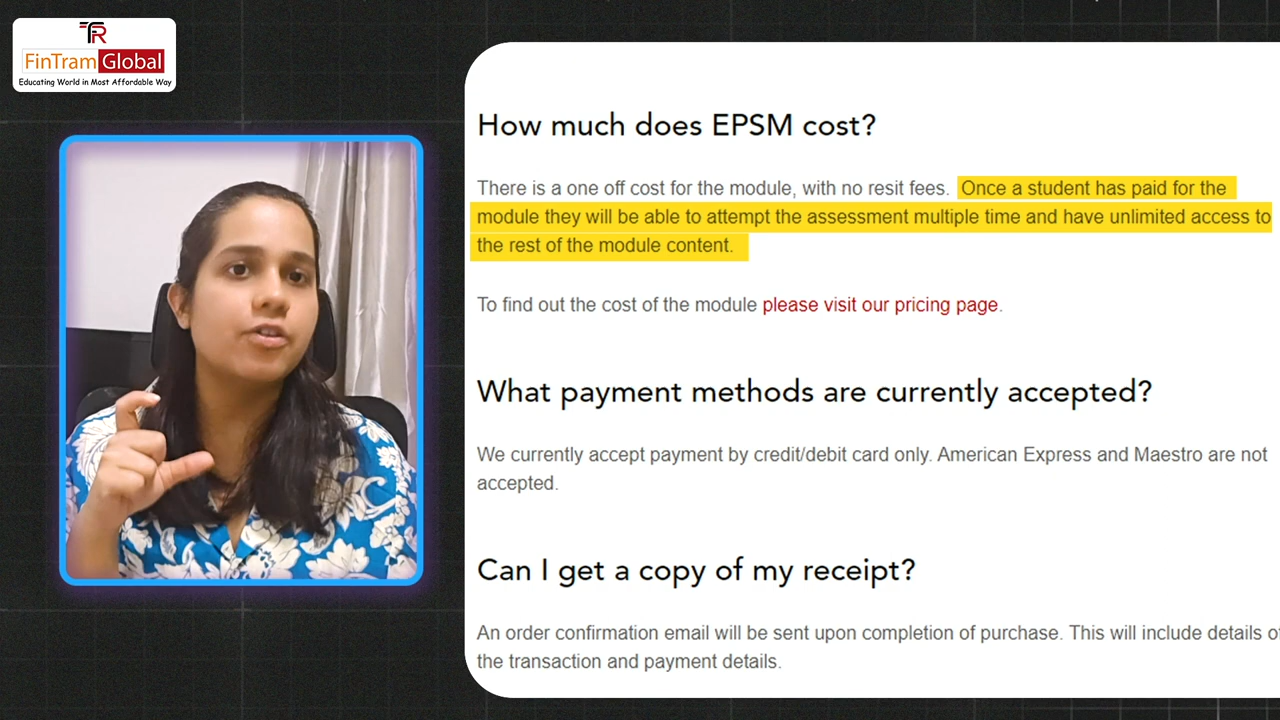 FR
FinTram Global
Educating World in Most Affordable Way
How much does EPSM cost?
There is a one off cost for the module, with no resit fees. Once a student has paid for the
module they will be able to attempt the assessment multiple time and have unlimited access to
the rest of the module content.
To find out the cost of the module please visit our pricing page.
What payment methods are currently accepted?
We currently accept payment by credit/debit card only. American Express and Maestro are not
accepted.
Can I get a copy of my receipt?
An order confirmation email will be sent upon completion of purchase. This will include details of
the transaction and payment details.